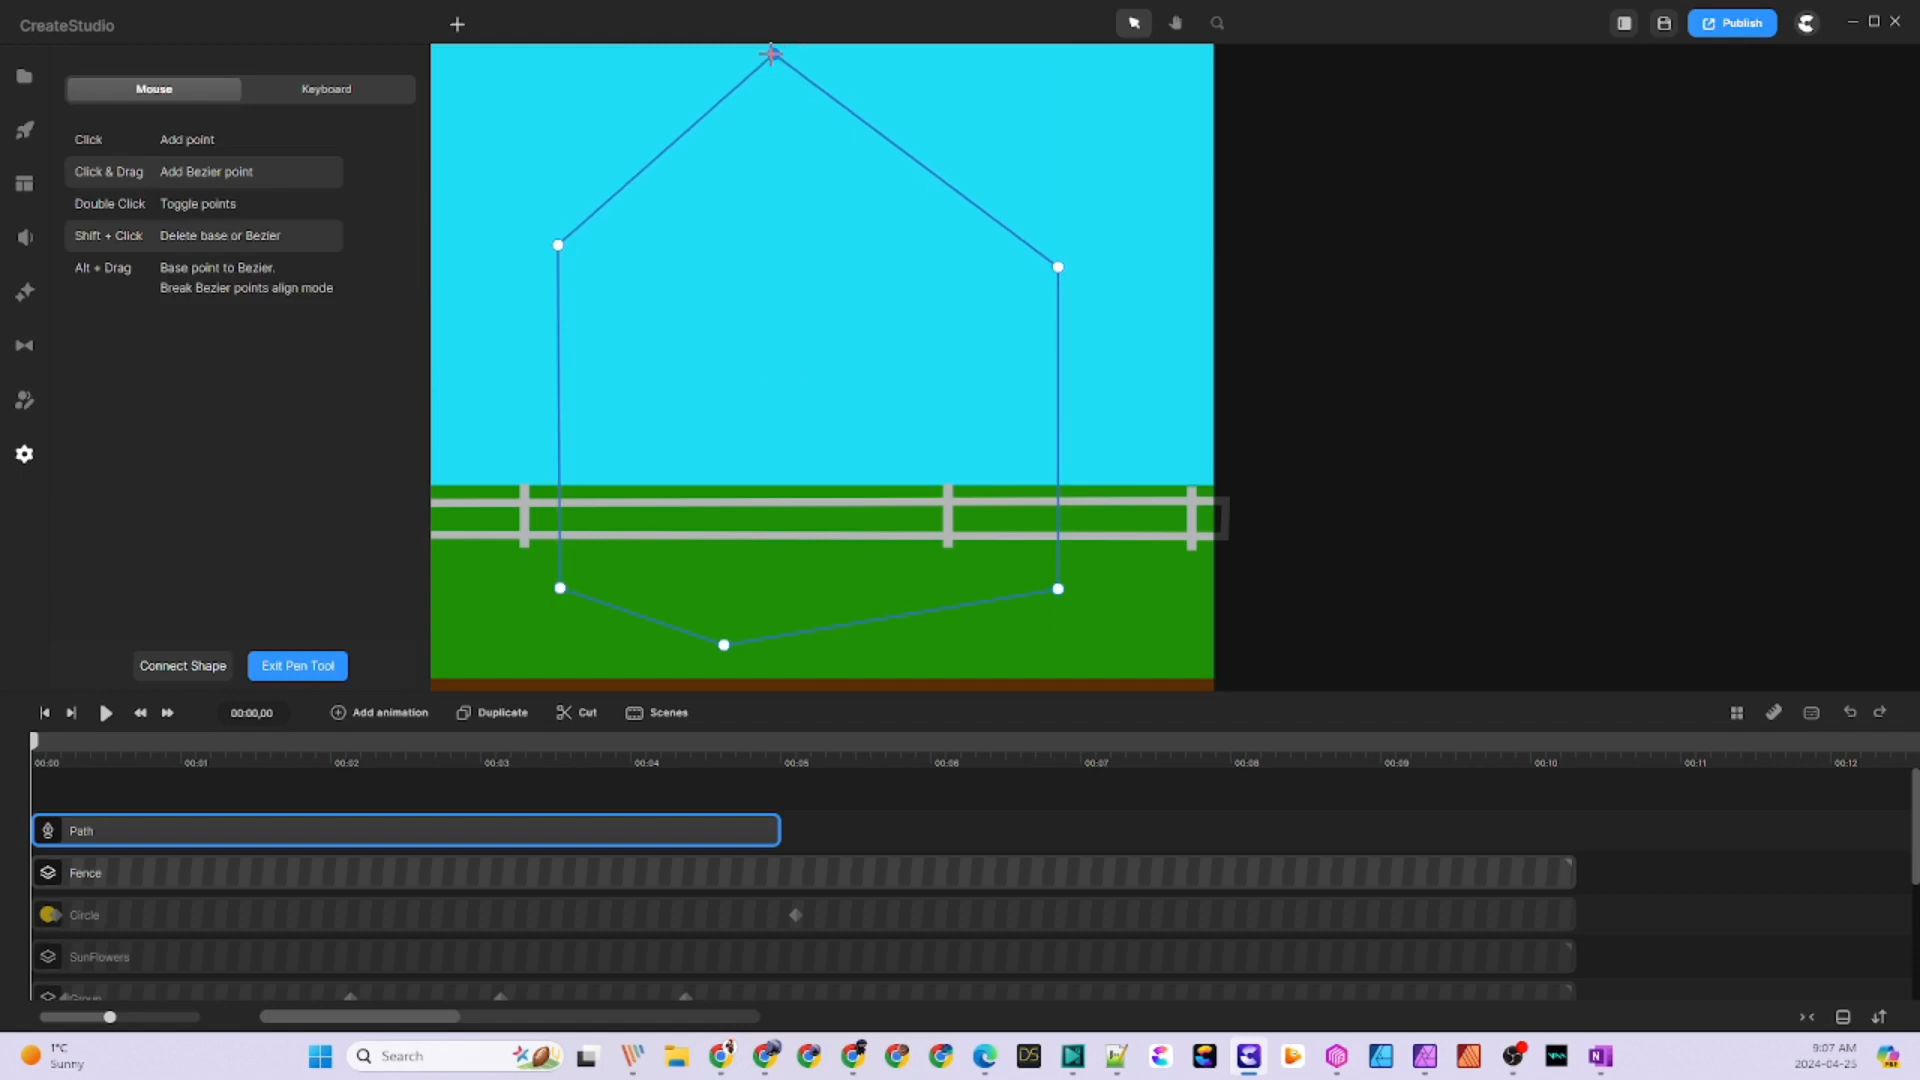 CreateStudio
Publish
Mouse Keyboard
Click Add point
Click & Drag Add Bezier point
Double Click Toggle points
Shift + Click Delete base or Bezier
Alt + Drag Base point to Bezier.
Break Bezier points align mode
Connect Shape Exit Pen Tool
00:00,00 Add animation Duplicate Cut Scenes
00:00 00:01 00:02 00:03 00:04 00:05 00:06 00:07 00:08 00:09 00:10 00:11 00:12
Path
Fence
Circle
SunFlowers
Group
1°C
Sunny
Search
DS
9:07 AM
2024-04-25